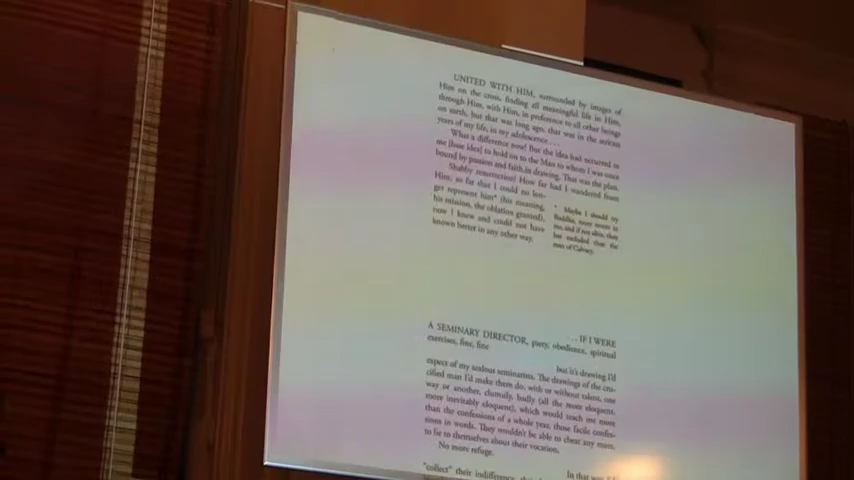 UNITED WITH HIM, surrounded by images of
Him on the cross, finding all meaningful life in Him,
through Him, with Him, in preference to all other beings
on earth, but that was long ago, that was in the
years of my life, in my adolescence . . .
What a difference now! But the idea had occurred to
me [base idea] to hold on to the Man to whom I was once
bound by passion and faith, in drawing. That was the plan.
Shabby resurrection! How far had I wandered from
Him, so far that I could no lon-
ger represent him* (his meaning,
his mission, the oblation granted),
now I knew and could not have
known better in any other way.
* Maybe I should try
Buddha, more remote in
me, and if not alive, then
less excluded than the
man of Calvary.
. . . IF I WERE
A SEMINARY DIRECTOR, piety, obedience, spiritual
exercises, fine, fine
but it's drawing I'd
expect of my zealous seminarists. The drawings of the cru-
cified man I'd make them do, with or without talent, one
way or another, clumsily, badly (all the more eloquent,
more inevitably eloquent), which would teach me more
than the confessions of a whole year, those facile confes-
sions in words. They wouldn't be able to cheat any more,
to lie to themselves about their vocation.
No more refuge.
In that way I'd
"collect" their indifference,